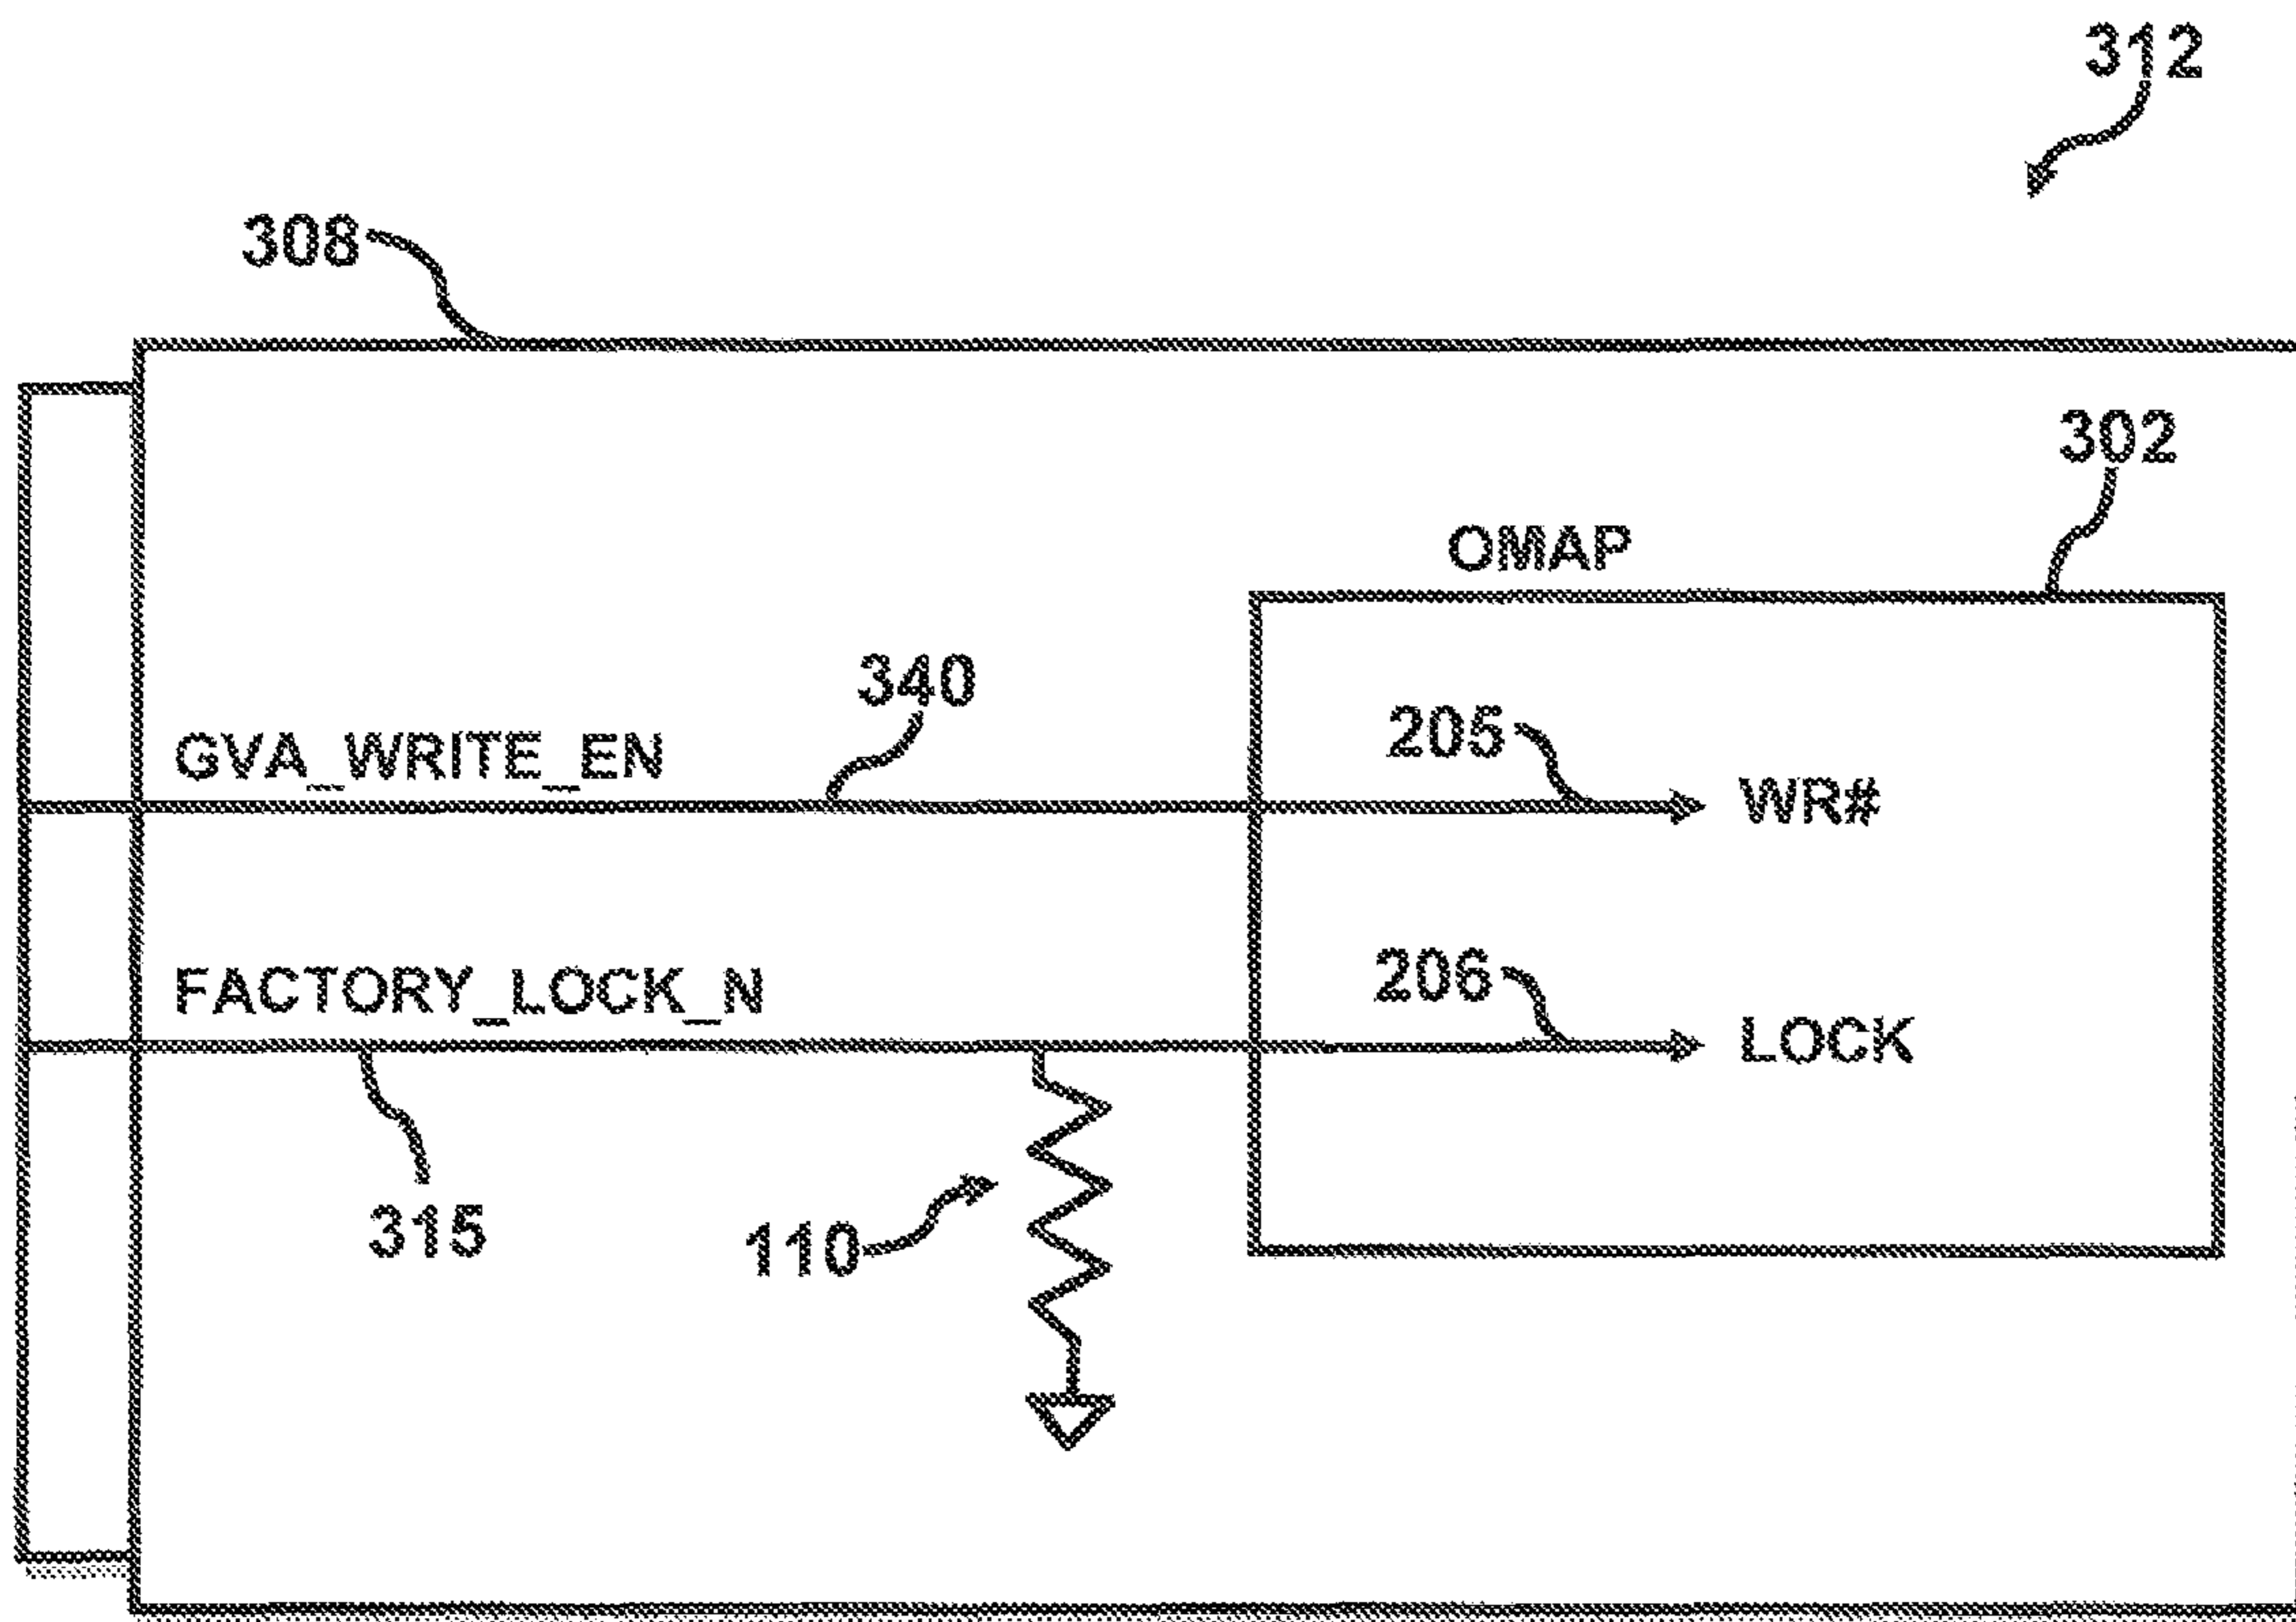 312
308
302
OMAP
340
205
GVA_WRITE_EN
WR#
206
FACTORY_LOCK_N
LOCK
315
110